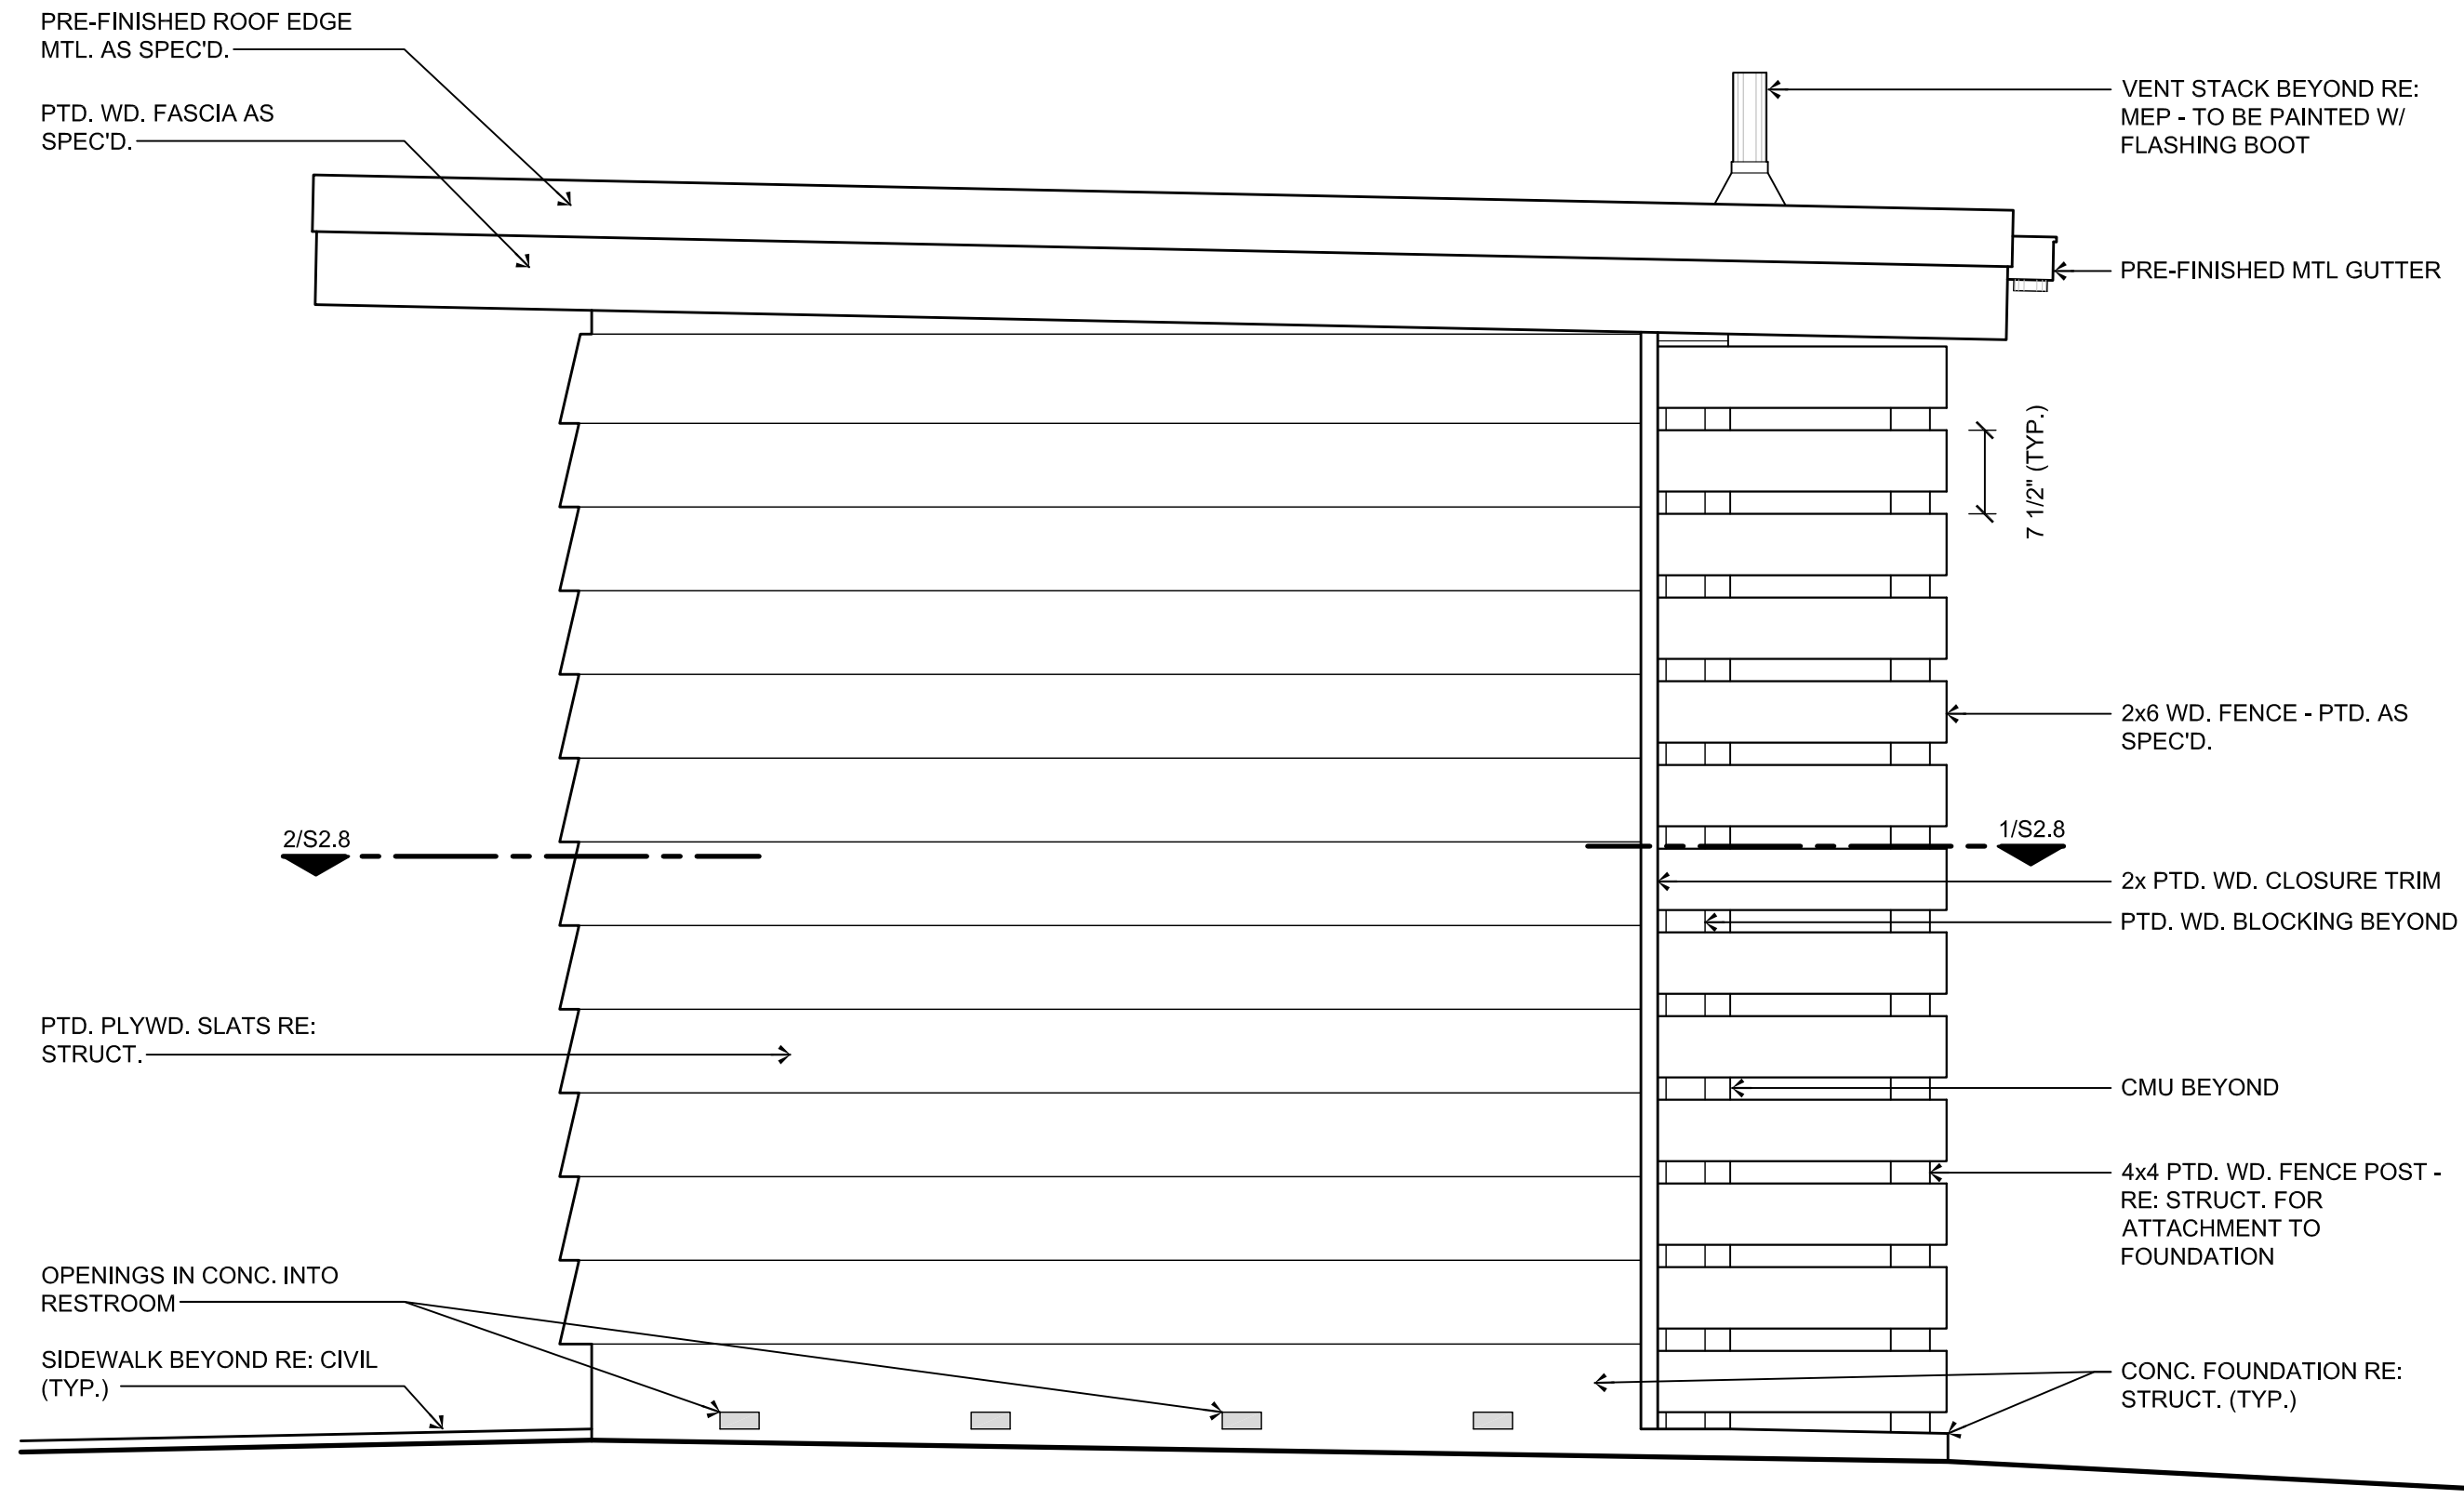 PRE-FINISHED ROOF EDGE
MTL. AS SPEC'D.
PTD. WD. FASCIA AS
SPEC'D.
VENT STACK BEYOND RE:
MEP - TO BE PAINTED W/
FLASHING BOOT
PRE-FINISHED MTL GUTTER
7 1/2" (TYP.)
2x6 WD. FENCE - PTD. AS
SPEC'D.
2/S2.8
1/S2.8
2x PTD. WD. CLOSURE TRIM
PTD. WD. BLOCKING BEYOND
PTD. PLYWD. SLATS RE:
STRUCT.
CMU BEYOND
4x4 PTD. WD. FENCE POST -
RE: STRUCT. FOR
ATTACHMENT TO
FOUNDATION
OPENINGS IN CONC. INTO
RESTROOM
SIDEWALK BEYOND RE: CIVIL
(TYP.)
CONC. FOUNDATION RE:
STRUCT. (TYP.)